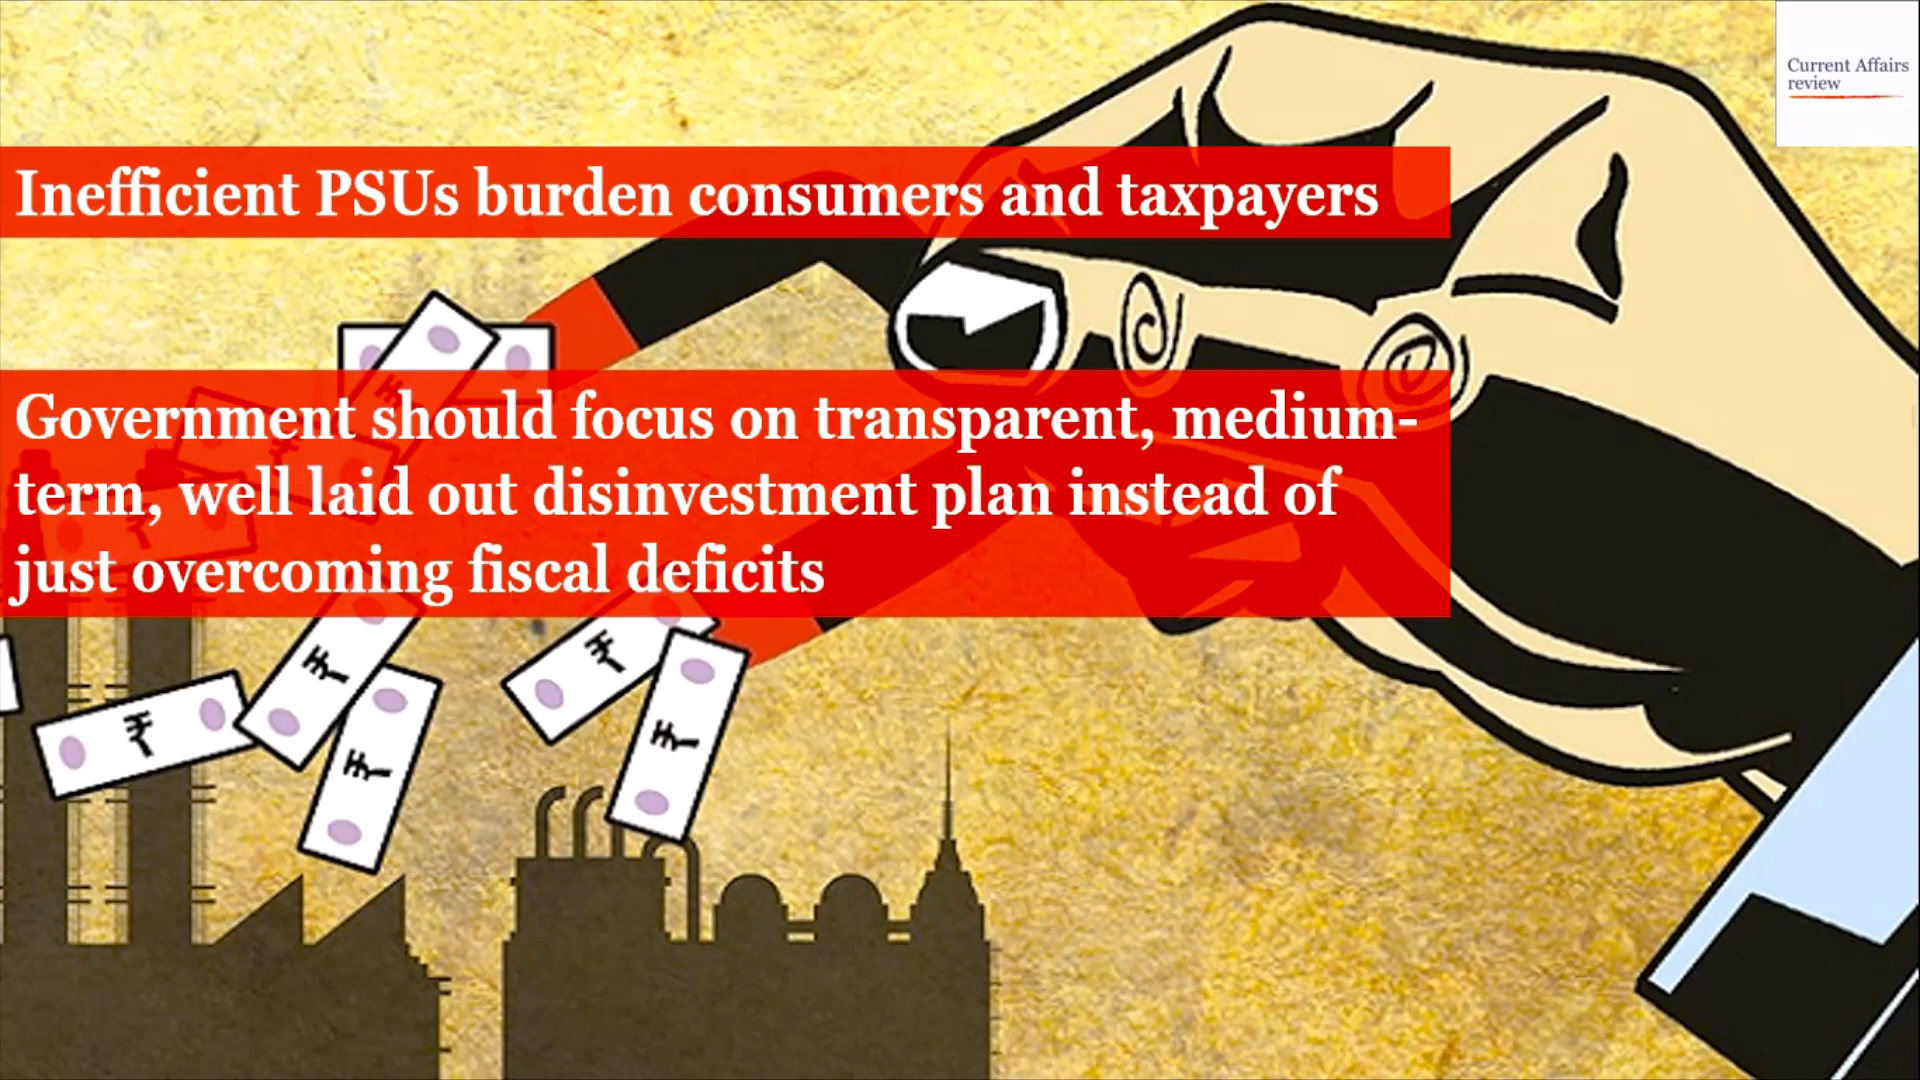 Current Affairs
review
Inefficient PSUs burden consumers and taxpayers
Government should focus on transparent, medium-
term, well laid out disinvestment plan instead of
just overcoming fiscal deficits
₹
₹
₹
₹
₹
₹
₹